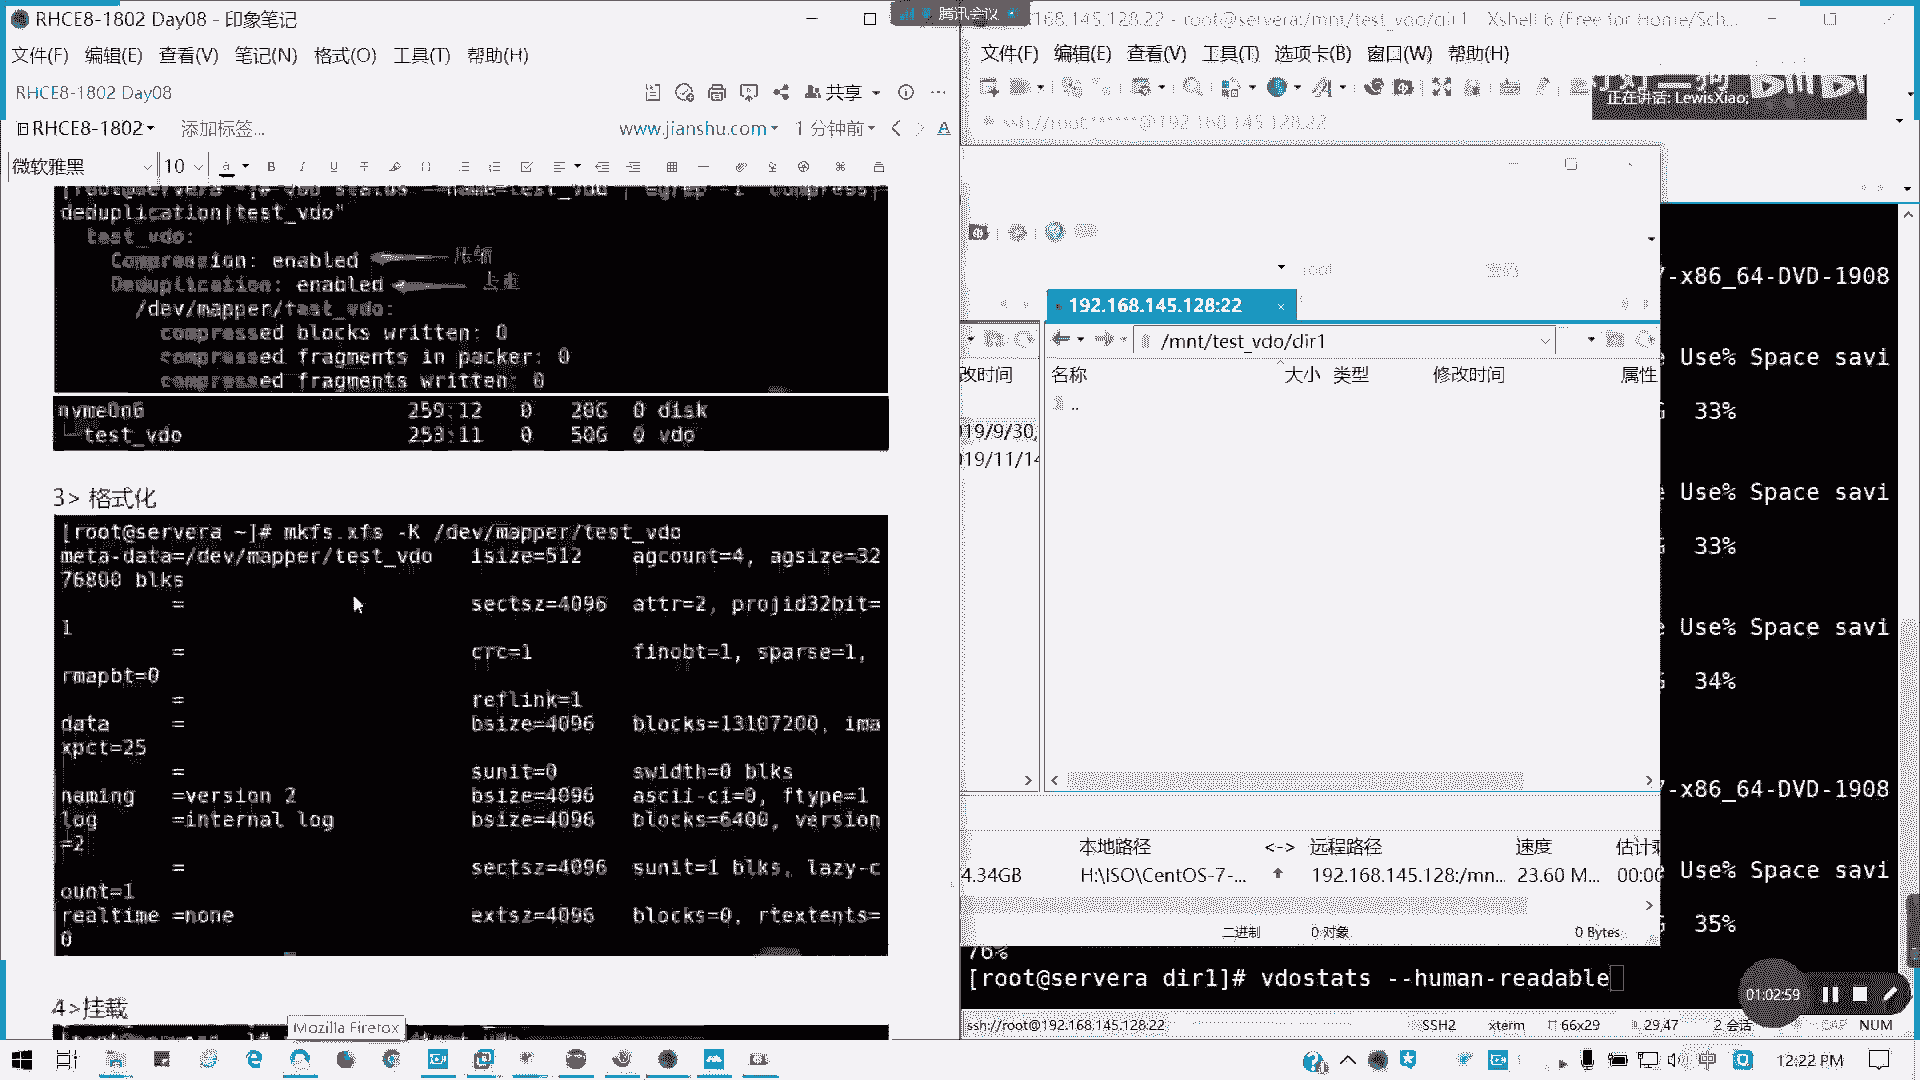 RHCE8-1802 Day08 - 印象笔记
文件(F) 编辑(E) 查看(V) 笔记(N) 格式(O) 工具(T) 帮助(H)
RHCE8-1802 Day08
共享
RHCE8-1802
添加标签...
www.jianshu.com
1 分钟前
微软雅黑
10
deduplication|test_vdo"
test_vdo:
Compression: enabled
压缩
Deduplication: enabled
去重
/dev/mapper/test_vdo:
compressed blocks written: 0
compressed fragments in packer: 0
compressed fragments written: 0
nvme0n6 259:12 0 20G 0 disk
└─test_vdo 253:11 0 50G 0 vdo
3> 格式化
[root@servera ~]# mkfs.xfs -K /dev/mapper/test_vdo
meta-data=/dev/mapper/test_vdo isize=512 agcount=4, agsize=32
76800 blks
= sectsz=4096 attr=2, projid32bit=
1
= crc=1 finobt=1, sparse=1,
rmapbt=0
= reflink=1
data = bsize=4096 blocks=13107200, ima
xpct=25
= sunit=0 swidth=0 blks
naming =version 2 bsize=4096 ascii-ci=0, ftype=1
log =internal log bsize=4096 blocks=6400, version
=2
= sectsz=4096 sunit=1 blks, lazy-c
ount=1
realtime =none extsz=4096 blocks=0, rtextents=
0
4>挂载
Mozilla Firefox
腾讯会议
168.145.128.22 - root@servera:/mnt/test_vdo/dir1 - Xshell 6 (Free for Home/Sch...
文件(F) 编辑(E) 查看(V) 工具(T) 选项卡(B) 窗口(W) 帮助(H)
正在讲话: LewisXiao;
ssh://root:******@192.168.145.128:22
root
密码
192.168.145.128:22
/mnt/test_vdo/dir1
改时间
名称 大小 类型 修改时间 属性
..
019/9/30,
019/11/14
本地路径 <-> 远程路径 速度
4.34GB H:\ISO\CentOS-7-... 192.168.145.128:/mn... 23.60 M...
二进制 0 对象 0 Bytes
7-x86_64-DVD-1908
e Use% Space savi
33%
e Use% Space savi
33%
e Use% Space savi
34%
7-x86_64-DVD-1908
Use% Space savi
35%
76%
[root@servera dir1]# vdostats --human-readable
01:02:59
ssh://root@192.168.145.128:22 SSH2 xterm 66x29 29,47 2 会话 CAP NUM
中
12:22 PM